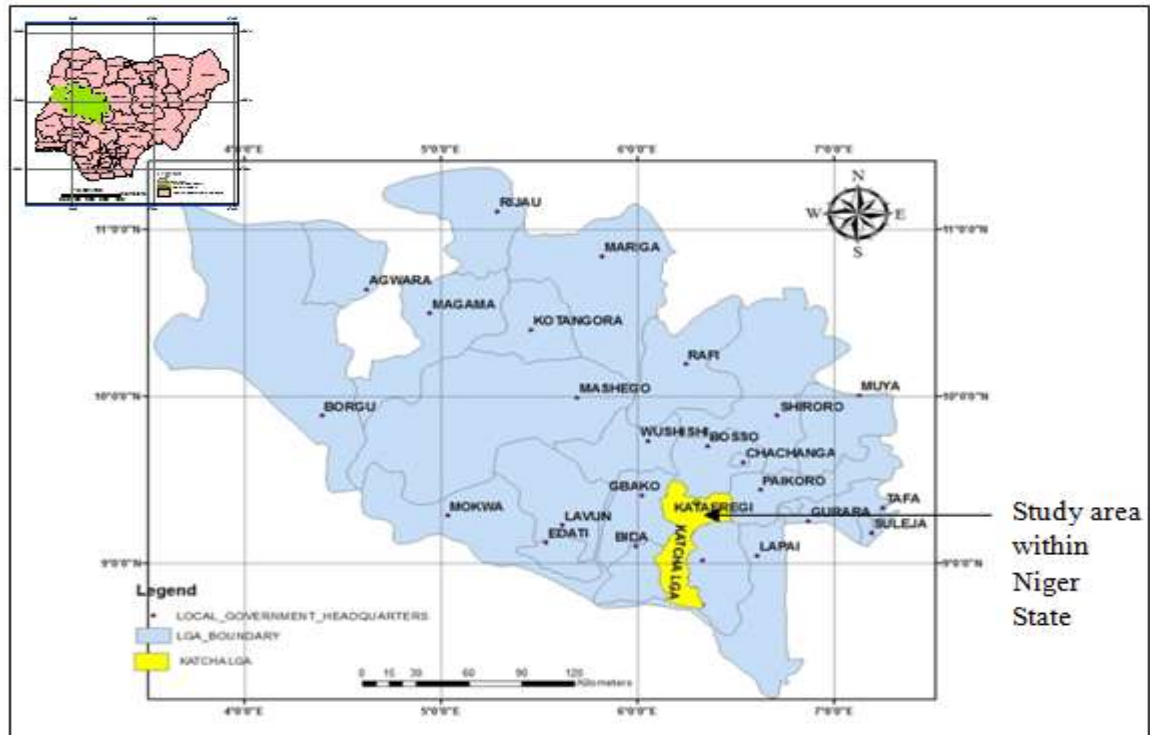 4°0'0"E 5°0'0"E 6°0'0"E 7°0'0"E
N
W E
S
RIJAU
11°0'0"N 11°0'0"N
MARIGA
AGWARA
MAGAMA
KOTANGORA
RAFI
MASHEGO
MUYA
10°0'0"N 10°0'0"N
BORGU
SHIRORO
WUSHISHI
BOSSO
CHACHANGA
GBAKO
PAIKORO
MOKWA
KATAEREGI
TAFA
LAVUN
GURARA
EDATI
BIDA
SULEJA
LAPAI
KATCHA LGA
9°0'0"N 9°0'0"N
Study area
within
Niger
State
Legend
LOCAL_GOVERNMENT_HEADQUARTERS
LGA_BOUNDARY
KATCHA LGA
0 15 30 60 90 120
Kilometers
4°0'0"E 5°0'0"E 6°0'0"E 7°0'0"E